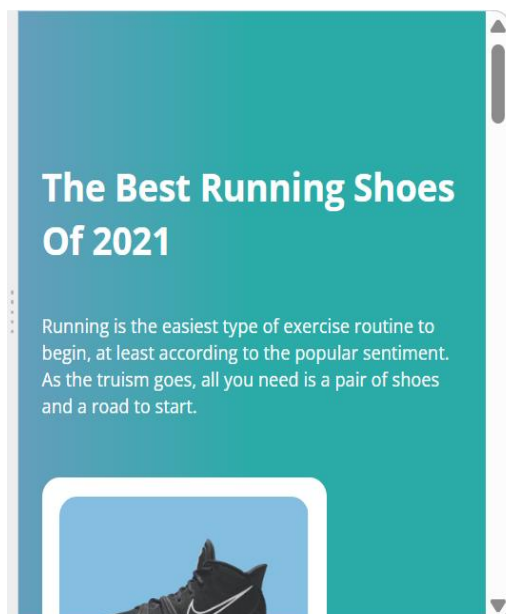 The Best Running Shoes
Of 2021
Running is the easiest type of exercise routine to
begin, at least according to the popular sentiment.
As the truism goes, all you need is a pair of shoes
and a road to start.